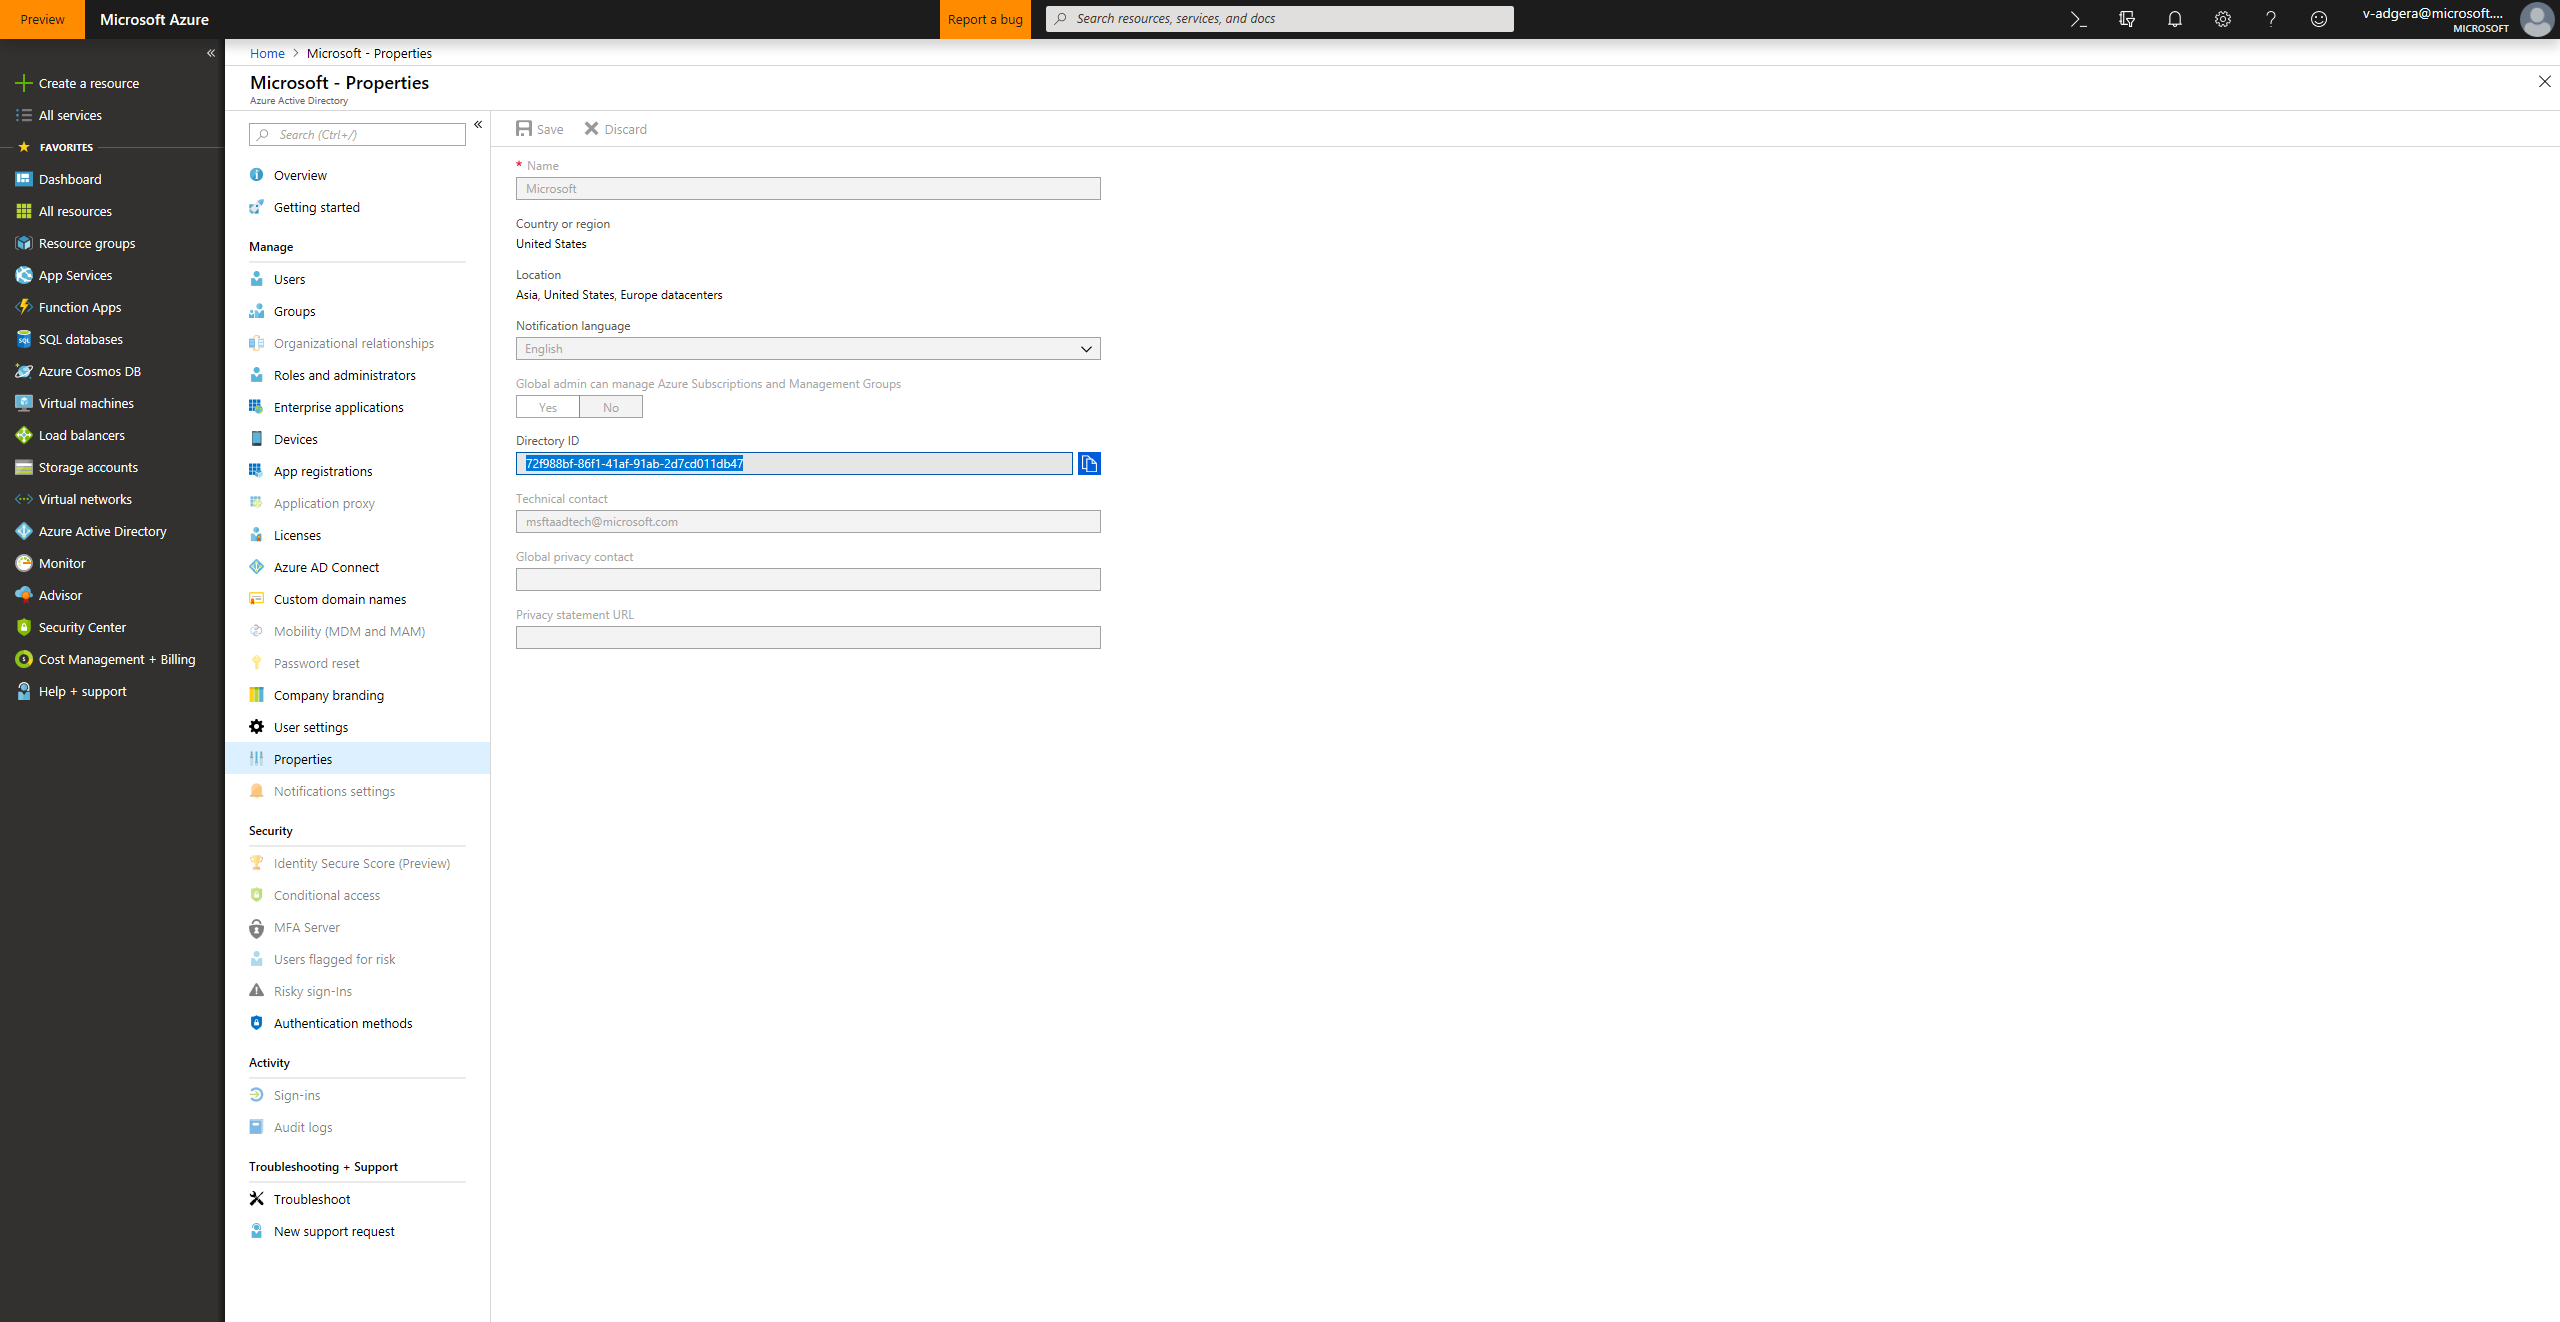 Preview
Microsoft Azure
Report a bug
Search resources, services, and docs
v-adgera@microsoft....
MICROSOFT
Create a resource
All services
FAVORITES
Dashboard
All resources
Resource groups
App Services
Function Apps
SQL databases
Azure Cosmos DB
Virtual machines
Load balancers
Storage accounts
Virtual networks
Azure Active Directory
Monitor
Advisor
Security Center
Cost Management + Billing
Help + support
Home > Microsoft - Properties
Microsoft - Properties
Azure Active Directory
Search (Ctrl+/)
Overview
Getting started
Manage
Users
Groups
Organizational relationships
Roles and administrators
Enterprise applications
Devices
App registrations
Application proxy
Licenses
Azure AD Connect
Custom domain names
Mobility (MDM and MAM)
Password reset
Company branding
User settings
Properties
Notifications settings
Security
Identity Secure Score (Preview)
Conditional access
MFA Server
Users flagged for risk
Risky sign-Ins
Authentication methods
Activity
Sign-ins
Audit logs
Troubleshooting + Support
Troubleshoot
New support request
Save Discard
* Name
Microsoft
Country or region
United States
Location
Asia, United States, Europe datacenters
Notification language
English
Global admin can manage Azure Subscriptions and Management Groups
Yes No
Directory ID
72f988bf-86f1-41af-91ab-2d7cd011db47
Technical contact
msftaadtech@microsoft.com
Global privacy contact
Privacy statement URL